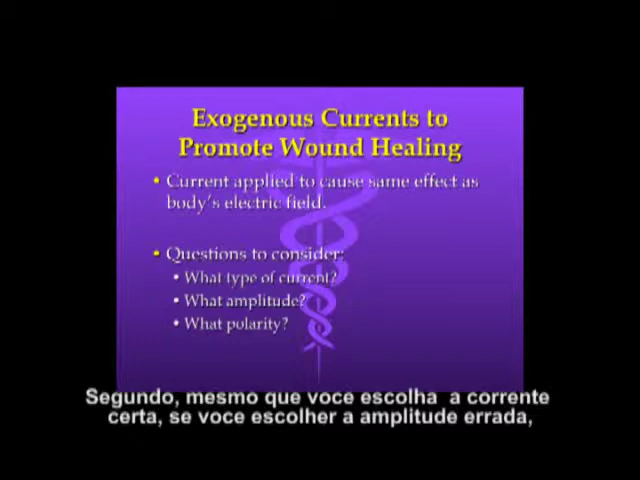 Exogenous Currents to
Promote Wound Healing
• Current applied to cause same effect as
body's electric field.
• Questions to consider:
• What type of current?
• What amplitude?
• What polarity?
Segundo, mesmo que voce escolha a corrente
certa, se voce escolher a amplitude errada,